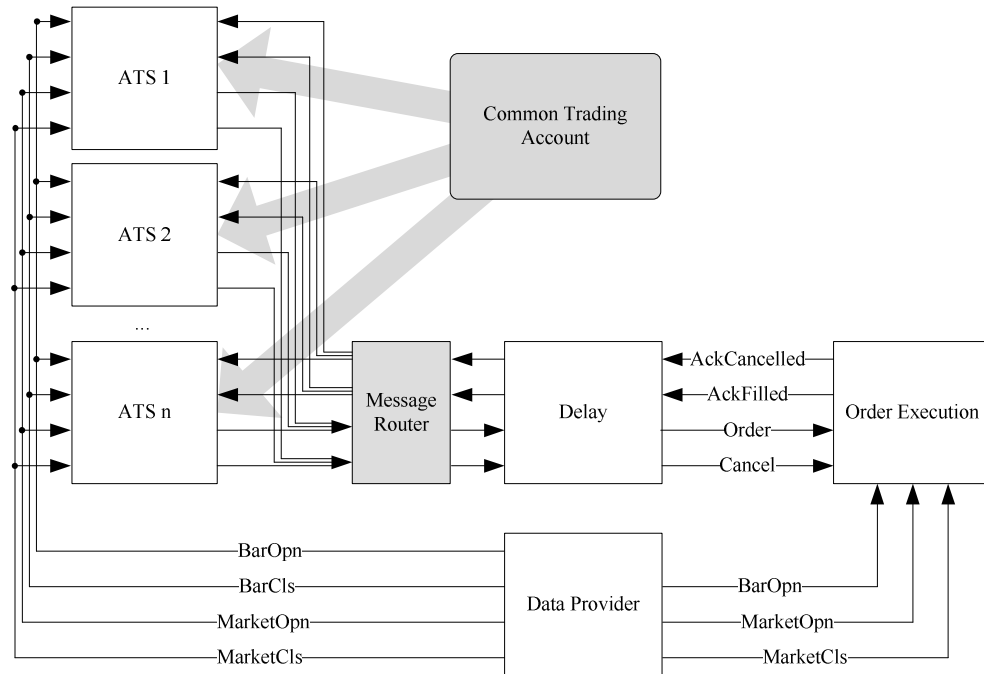 ATS 1
Common Trading
Account
ATS 2
...
ATS n
Message
Router
Delay
AckCancelled
AckFilled
Order
Cancel
Order Execution
BarOpn
BarCls
MarketOpn
MarketCls
Data Provider
BarOpn
MarketOpn
MarketCls